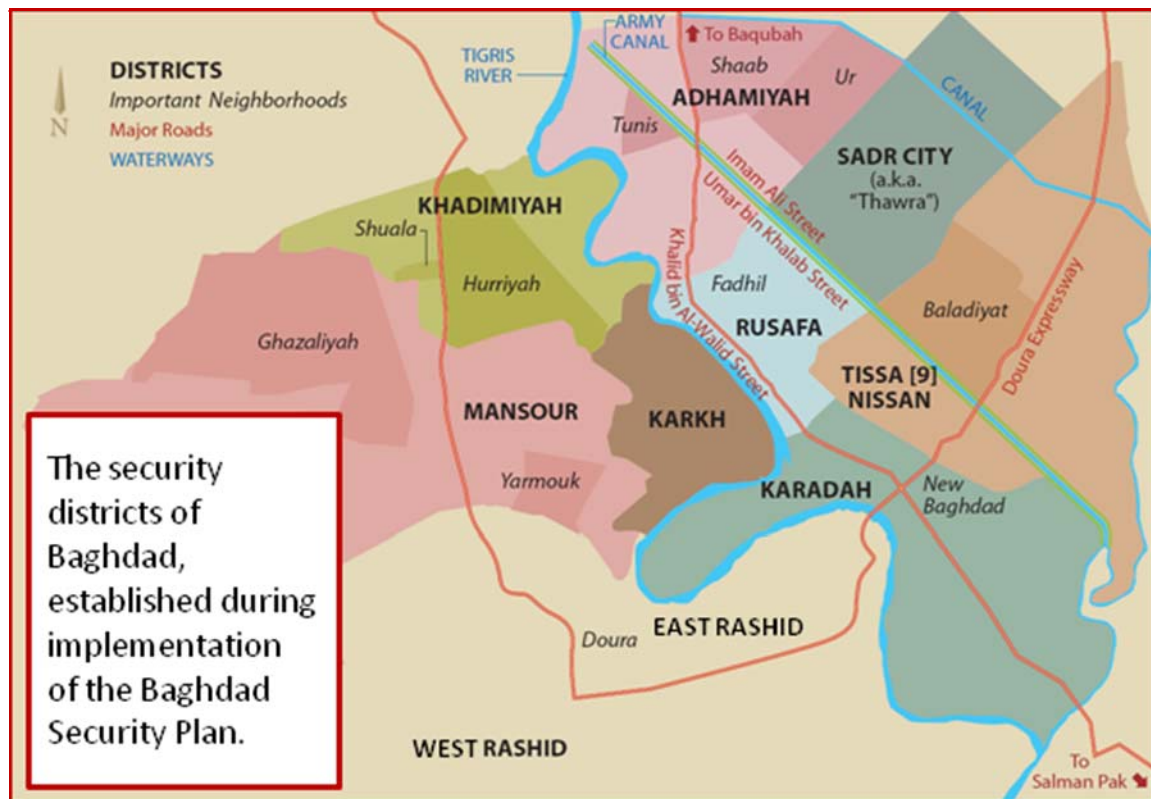 DISTRICTS
Important Neighborhoods
Major Roads
WATERWAYS
N
TIGRIS
RIVER
ARMY
CANAL
To Baqubah
Shaab
Ur
ADHAMIYAH
Tunis
CANAL
SADR CITY
(a.k.a.
"Thawra")
Imam Ali Street
Umar bin Khalab Street
KHADIMIYAH
Shuala
Hurriyah
Khalid bin Al-Walid Street
Fadhil
RUSAFA
Baladiyat
Doura Expressway
Ghazaliyah
TISSA [9]
NISSAN
MANSOUR
KARKH
Yarmouk
KARADAH
New
Baghdad
The security
districts of
Baghdad,
established during
implementation
of the Baghdad
Security Plan.
EAST RASHID
Doura
WEST RASHID
To
Salman Pak